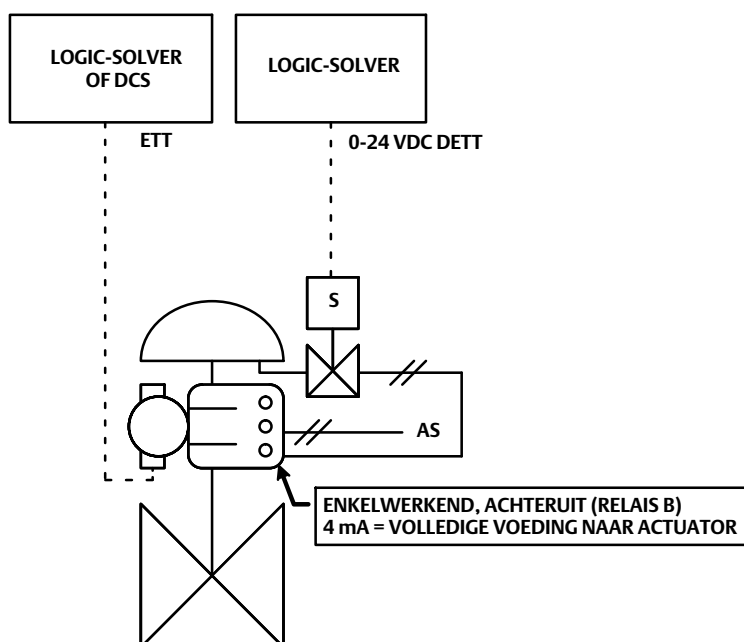 LOGIC-SOLVER
OF DCS
LOGIC-SOLVER
ETT
0-24 VDC DETT
S
AS
ENKELWERKEND, ACHTERUIT (RELAIS B)
4 mA = VOLLEDIGE VOEDING NAAR ACTUATOR